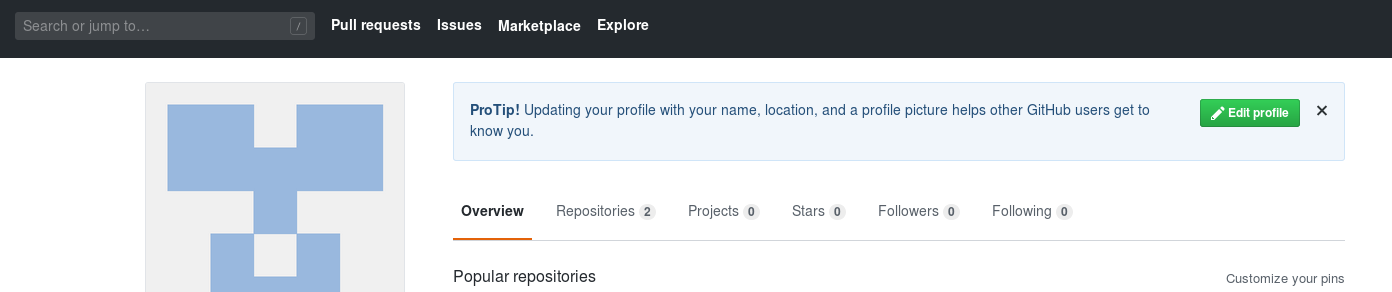 Search or jump to… /
Pull requests Issues Marketplace Explore
ProTip! Updating your profile with your name, location, and a profile picture helps other GitHub users get to
know you.
Edit profile
Overview Repositories 2 Projects 0 Stars 0 Followers 0 Following 0
Popular repositories
Customize your pins